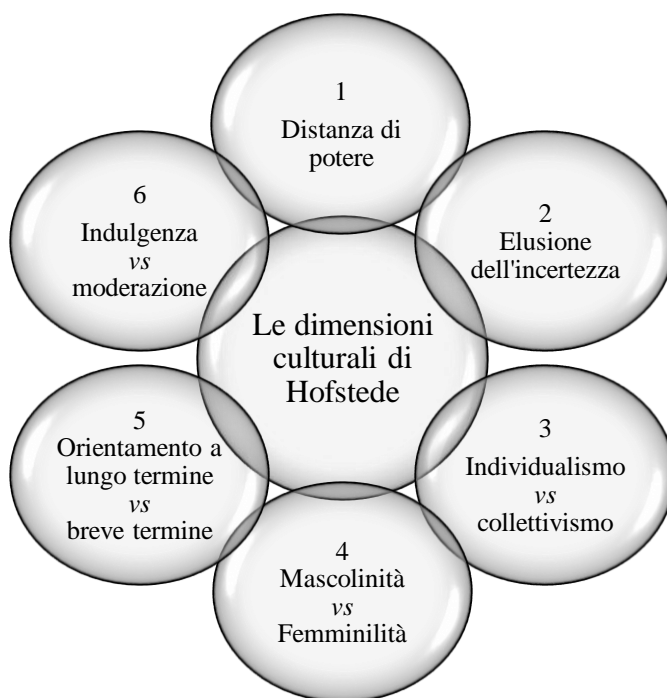 1
Distanza di
potere
2
Elusione
dell'incertezza
3
Individualismo
vs
collettivismo
4
Mascolinità
vs
Femminilità
5
Orientamento a
lungo termine
vs
breve termine
6
Indulgenza
vs
moderazione
Le dimensioni
culturali di
Hofstede